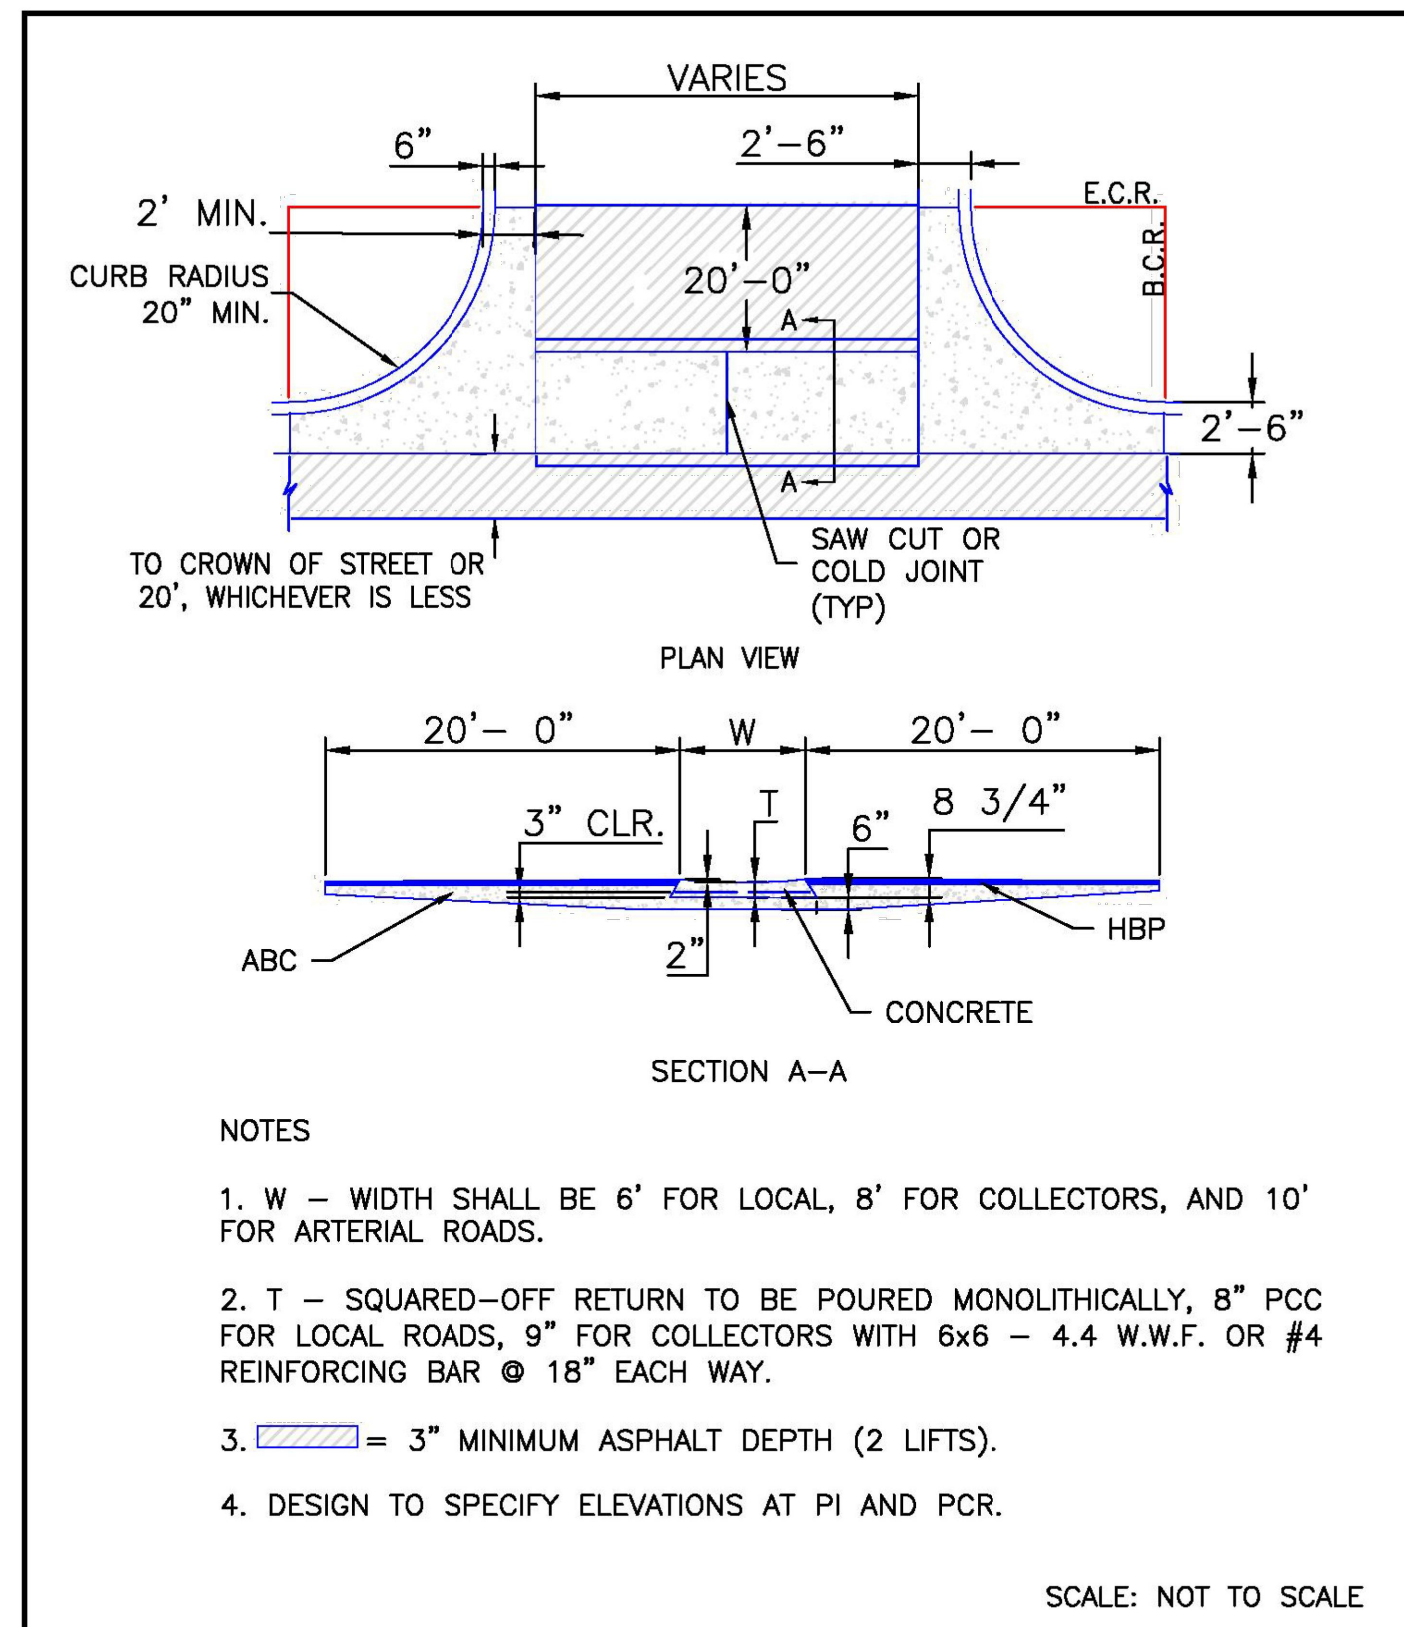 VARIES
6”
2’-6”
E.C.R.
2’ MIN.
B.C.R.
CURB RADIUS
20” MIN.
20’-0”
A
2’-6”
A
SAW CUT OR
COLD JOINT
(TYP)
TO CROWN OF STREET OR
20’, WHICHEVER IS LESS
PLAN VIEW
20’- 0”
W
20’- 0”
3” CLR.
T
6”
8 3/4”
ABC
2”
HBP
CONCRETE
SECTION A-A
NOTES
1. W - WIDTH SHALL BE 6’ FOR LOCAL, 8’ FOR COLLECTORS, AND 10’
FOR ARTERIAL ROADS.
2. T - SQUARED-OFF RETURN TO BE POURED MONOLITHICALLY, 8” PCC
FOR LOCAL ROADS, 9” FOR COLLECTORS WITH 6x6 - 4.4 W.W.F. OR #4
REINFORCING BAR @ 18” EACH WAY.
3. = 3” MINIMUM ASPHALT DEPTH (2 LIFTS).
4. DESIGN TO SPECIFY ELEVATIONS AT PI AND PCR.
SCALE: NOT TO SCALE